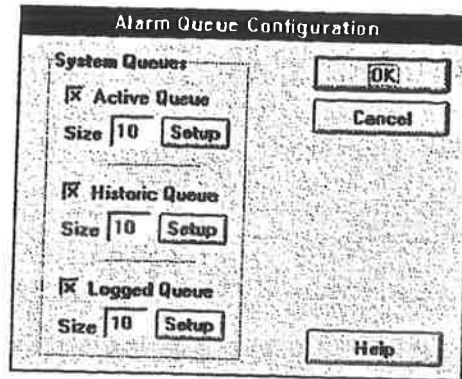 Alarm Queue Configuration
System Queues
Active Queue
Size 10 Setup
Historic Queue
Size 10 Setup
Logged Queue
Size 10 Setup
OK
Cancel
Help